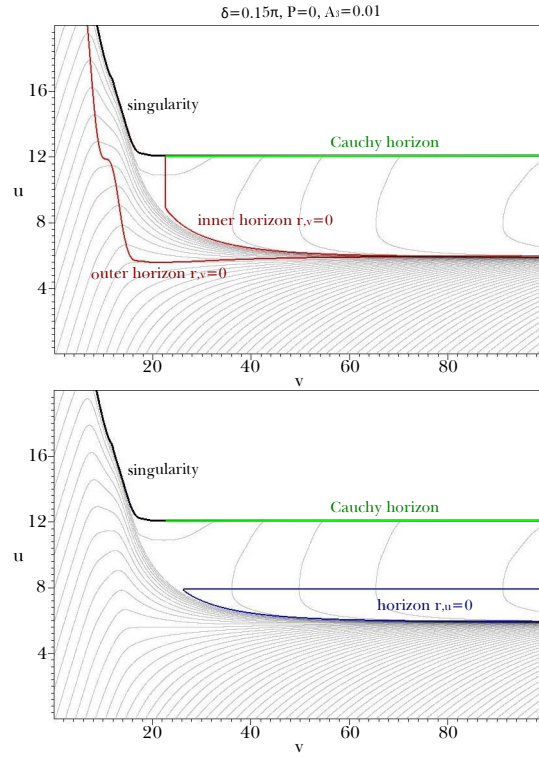 δ=0.15π, P=0, A₃=0.01
16
singularity
Cauchy horizon
12
u
inner horizon r,ᵥ=0
8
outer horizon r,ᵥ=0
4
20 40 60 80
v
16
singularity
Cauchy horizon
12
u
8
horizon r,ᵤ=0
4
20 40 60 80
v